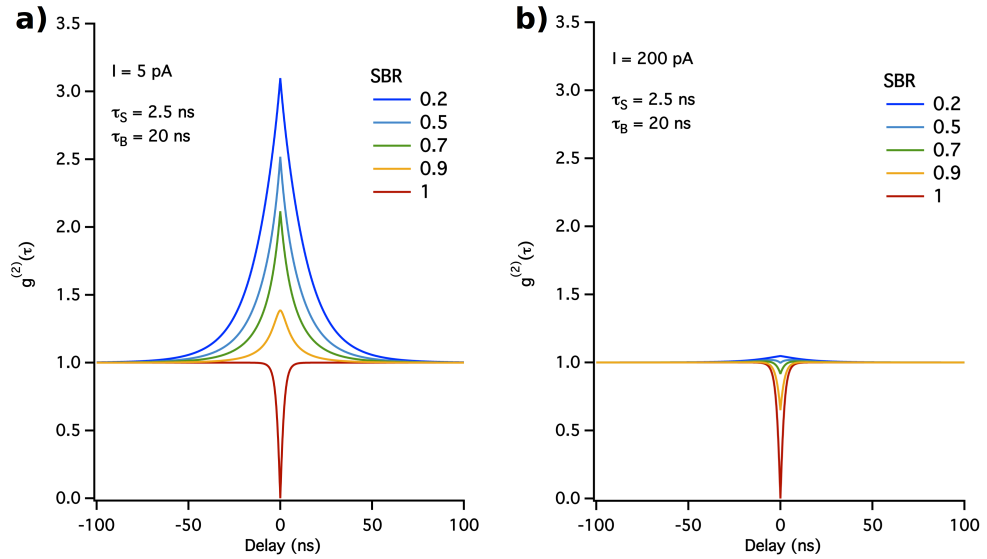 a)
3.5
3.0
2.5
2.0
1.5
1.0
0.5
0.0
g(2)(τ)
I = 5 pA
τS = 2.5 ns
τB = 20 ns
SBR
0.2
0.5
0.7
0.9
1
-100
-50
0
50
100
Delay (ns)
b)
3.5
3.0
2.5
2.0
1.5
1.0
0.5
0.0
g(2)(τ)
I = 200 pA
τS = 2.5 ns
τB = 20 ns
SBR
0.2
0.5
0.7
0.9
1
-100
-50
0
50
100
Delay (ns)